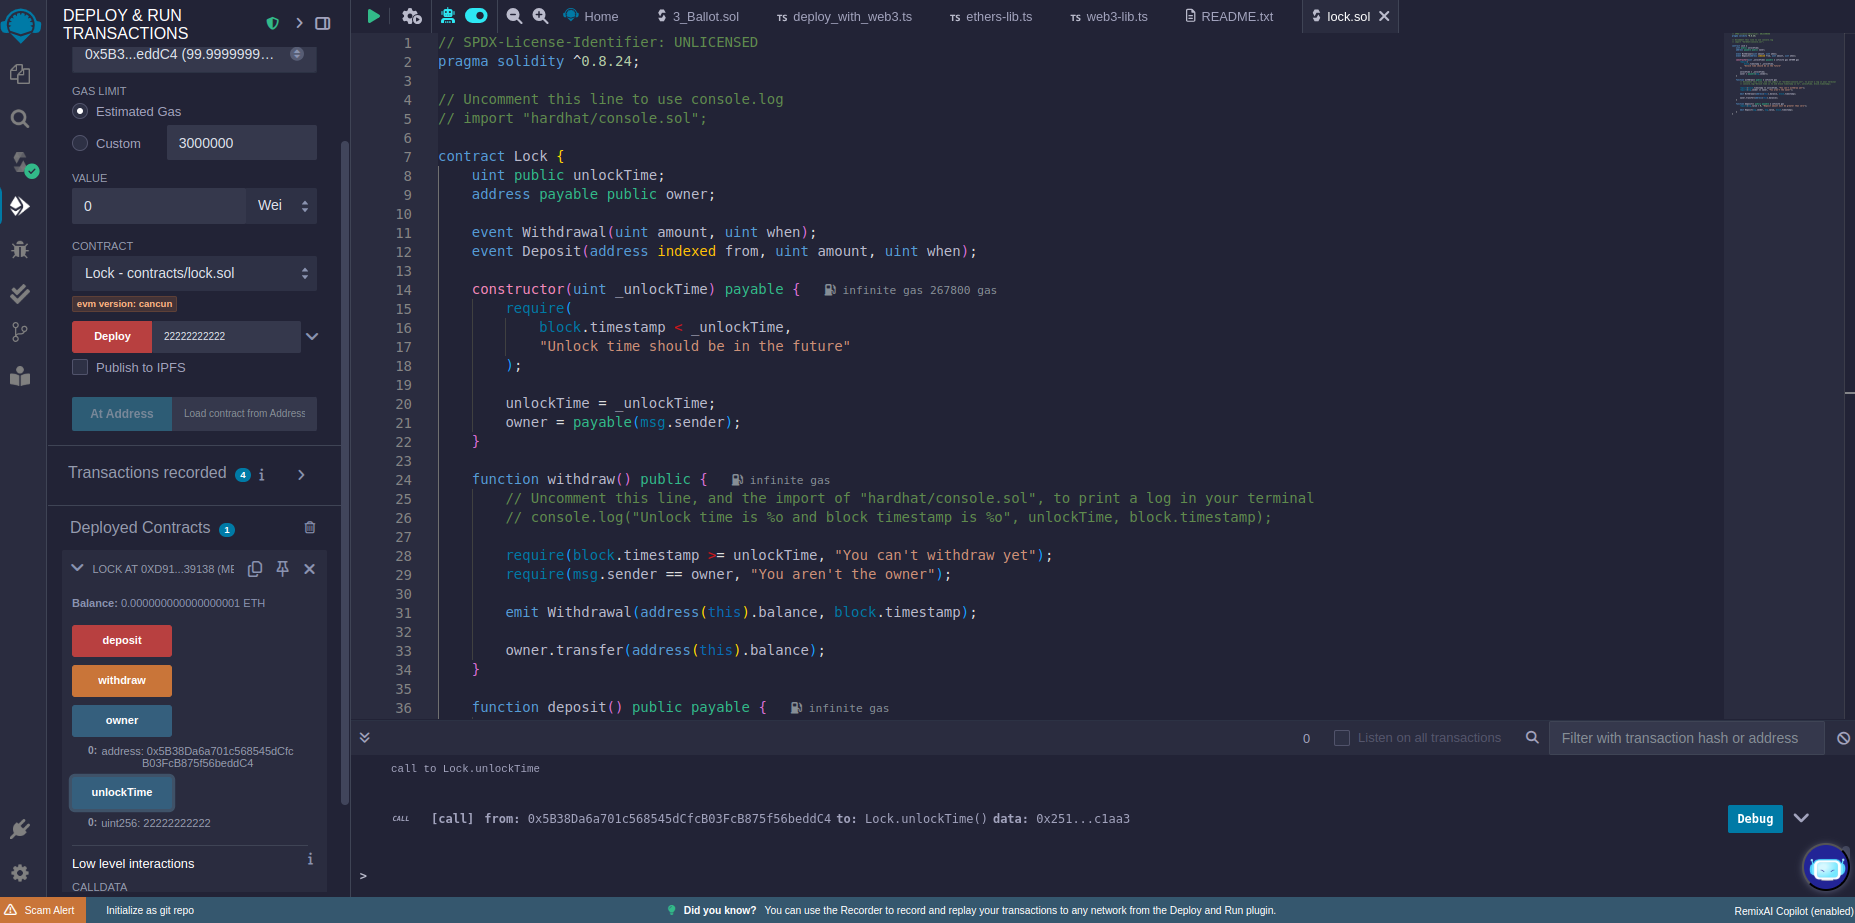 DEPLOY & RUN
TRANSACTIONS
0x5B3...eddC4 (99.9999999...
GAS LIMIT
Estimated Gas
Custom
3000000
VALUE
0
Wei
CONTRACT
Lock - contracts/lock.sol
evm version: cancun
Deploy
22222222222
Publish to IPFS
At Address
Load contract from Address
Transactions recorded 4 i
Deployed Contracts 1
LOCK AT 0XD91...39138 (ME
Balance: 0.000000000000000001 ETH
deposit
withdraw
owner
0: address: 0x5B38Da6a701c568545dCfc
B03FcB875f56beddC4
unlockTime
0: uint256: 22222222222
Low level interactions
i
CALLDATA
Home
3_Ballot.sol
TS deploy_with_web3.ts
TS ethers-lib.ts
TS web3-lib.ts
README.txt
lock.sol
1 // SPDX-License-Identifier: UNLICENSED
2 pragma solidity ^0.8.24;
3
4 // Uncomment this line to use console.log
5 // import "hardhat/console.sol";
6
7 contract Lock {
8 uint public unlockTime;
9 address payable public owner;
10
11 event Withdrawal(uint amount, uint when);
12 event Deposit(address indexed from, uint amount, uint when);
13
14 constructor(uint _unlockTime) payable { infinite gas 267800 gas
15 require(
16 block.timestamp < _unlockTime,
17 "Unlock time should be in the future"
18 );
19
20 unlockTime = _unlockTime;
21 owner = payable(msg.sender);
22 }
23
24 function withdraw() public { infinite gas
25 // Uncomment this line, and the import of "hardhat/console.sol", to print a log in your terminal
26 // console.log("Unlock time is %o and block timestamp is %o", unlockTime, block.timestamp);
27
28 require(block.timestamp >= unlockTime, "You can't withdraw yet");
29 require(msg.sender == owner, "You aren't the owner");
30
31 emit Withdrawal(address(this).balance, block.timestamp);
32
33 owner.transfer(address(this).balance);
34 }
35
36 function deposit() public payable { infinite gas
0
Listen on all transactions
Filter with transaction hash or address
call to Lock.unlockTime
CALL [call] from: 0x5B38Da6a701c568545dCfcB03FcB875f56beddC4 to: Lock.unlockTime() data: 0x251...c1aa3
Debug
>
Scam Alert
Initialize as git repo
Did you know? You can use the Recorder to record and replay your transactions to any network from the Deploy and Run plugin.
RemixAI Copilot (enabled)